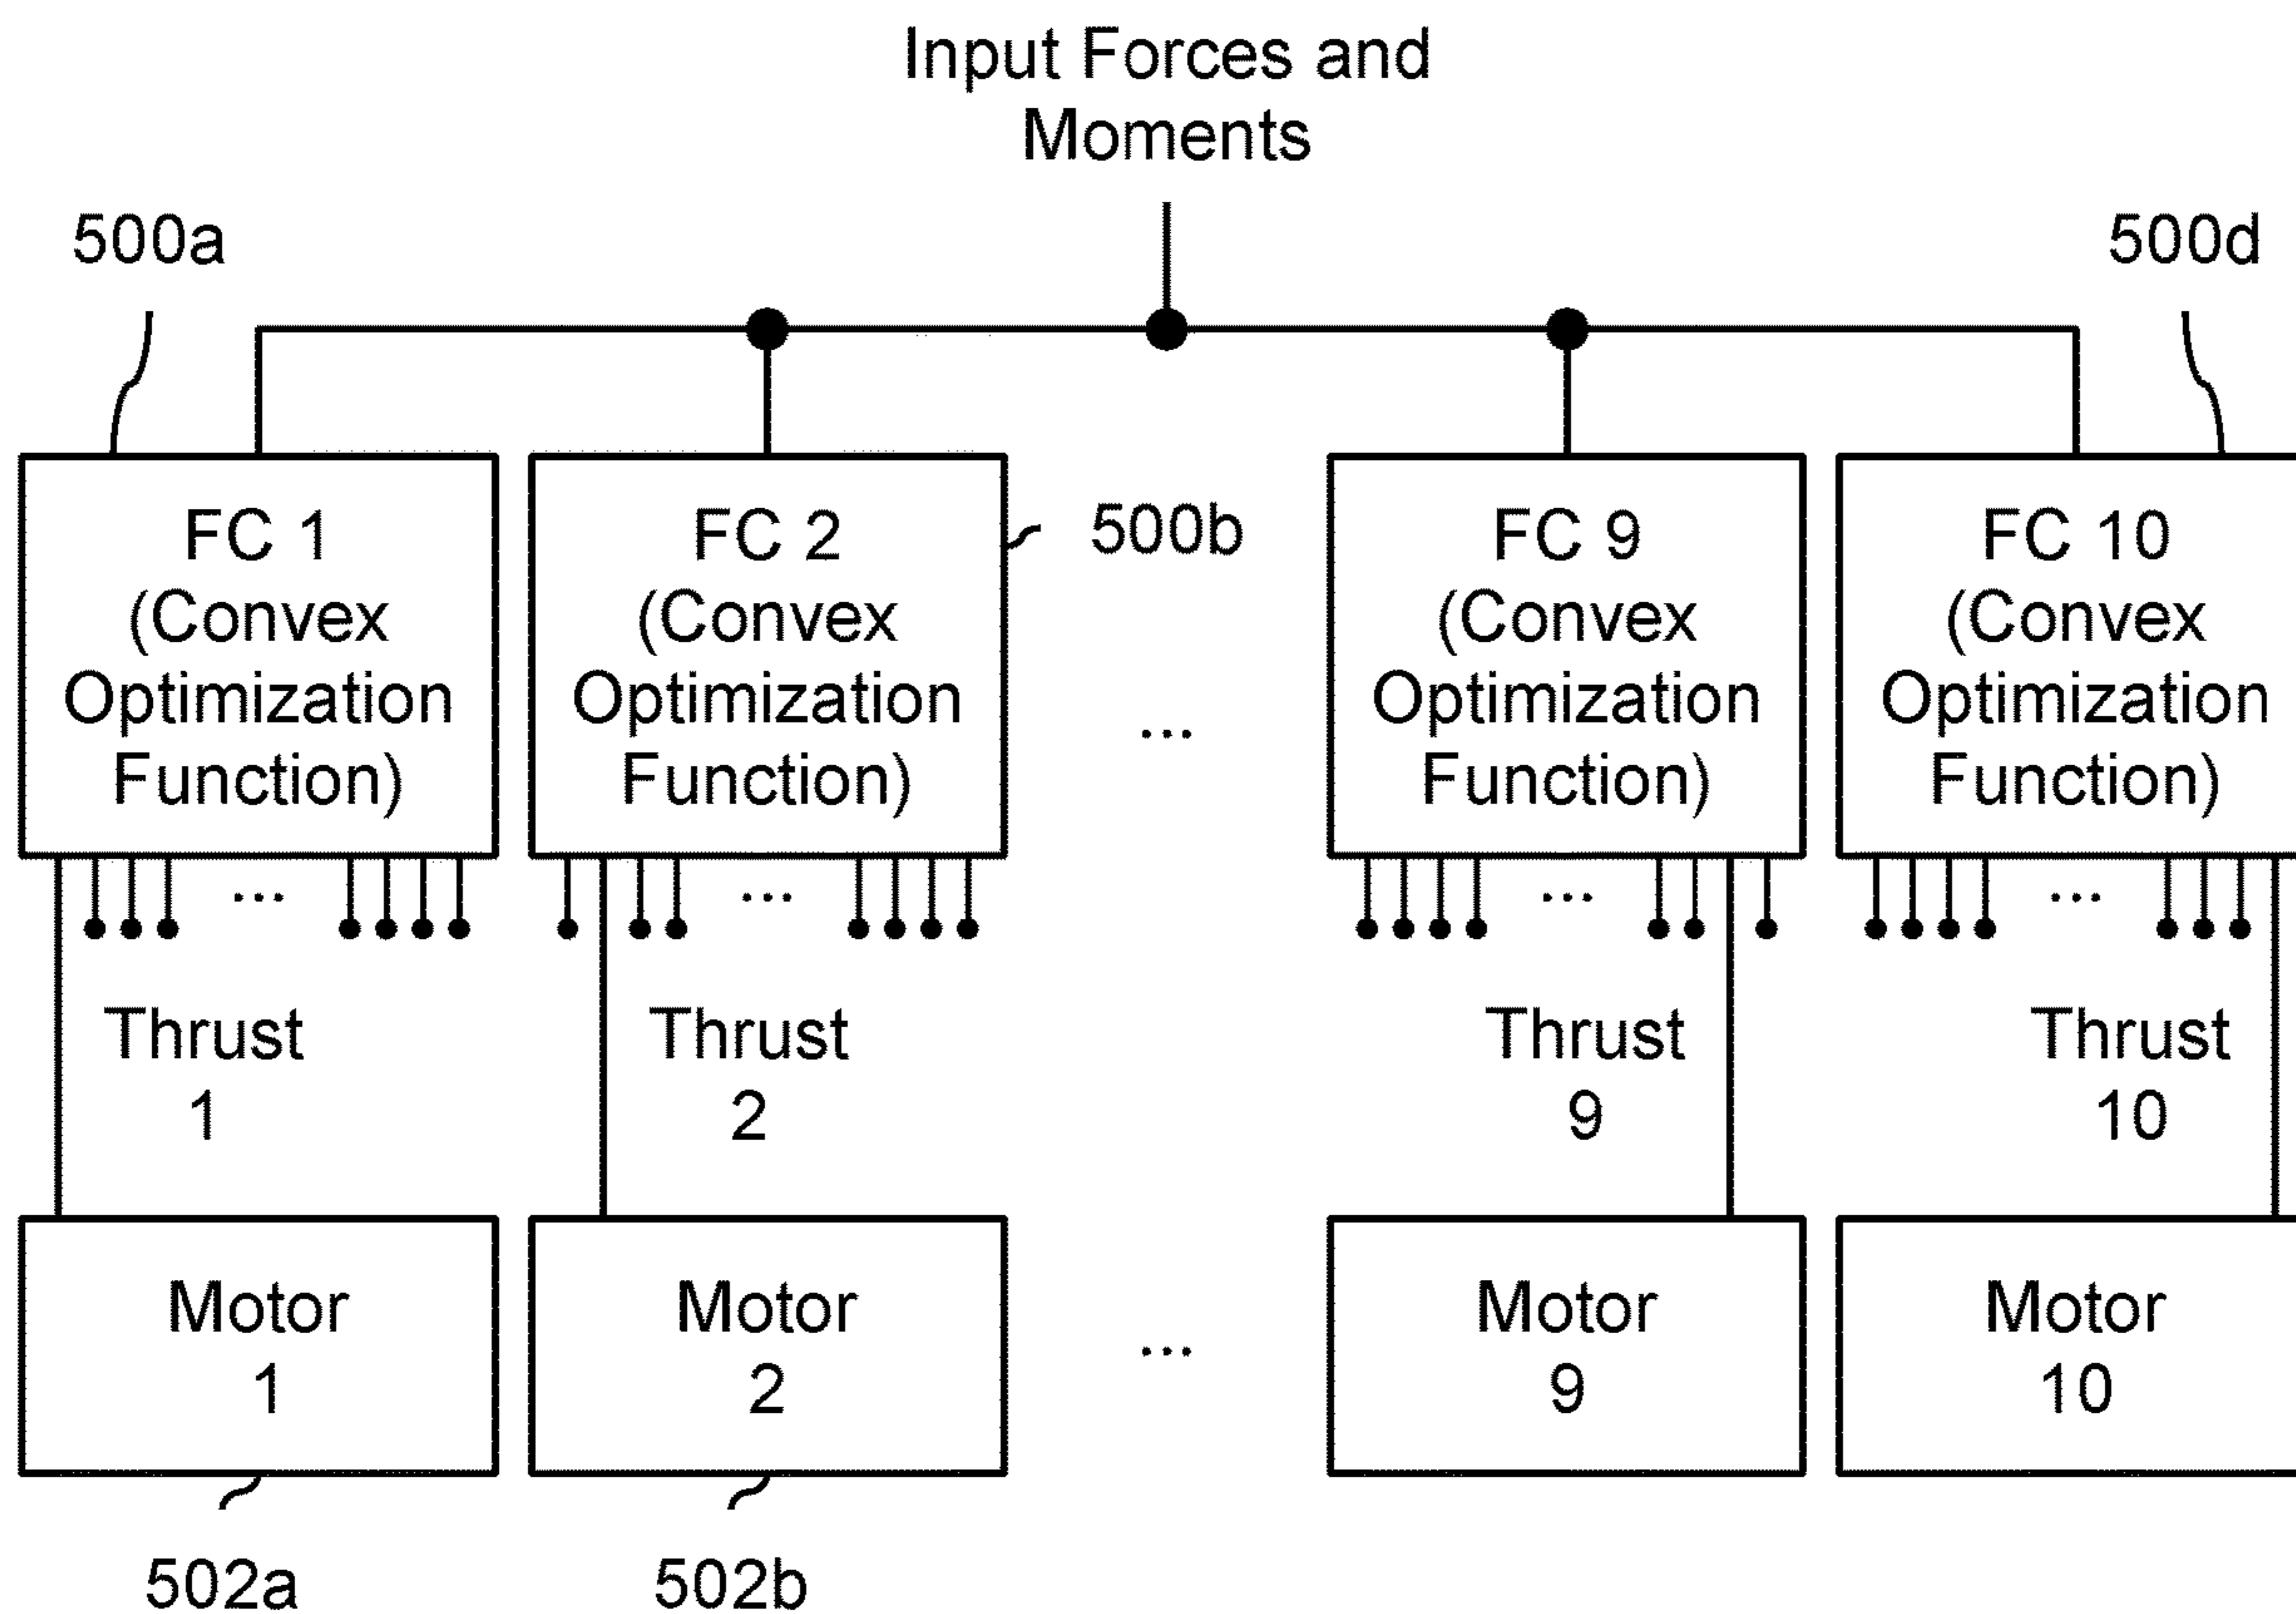 Input Forces and
Moments
500a
500d
FC 1
(Convex
Optimization
Function)
FC 2
(Convex
Optimization
Function)
500b
...
FC 9
(Convex
Optimization
Function)
FC 10
(Convex
Optimization
Function)
...
...
...
...
Thrust
1
Thrust
2
Thrust
9
Thrust
10
Motor
1
Motor
2
...
Motor
9
Motor
10
502a
502b